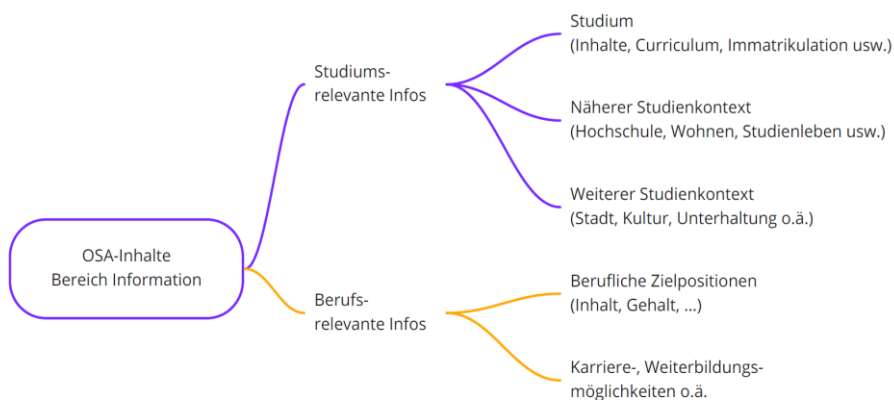 OSA-Inhalte
Bereich Information
Studiums-
relevante Infos
Studium
(Inhalte, Curriculum, Immatrikulation usw.)
Näherer Studienkontext
(Hochschule, Wohnen, Studienleben usw.)
Weiterer Studienkontext
(Stadt, Kultur, Unterhaltung o.ä.)
Berufs-
relevante Infos
Berufliche Zielpositionen
(Inhalt, Gehalt, ...)
Karriere-, Weiterbildungs-
möglichkeiten o.ä.